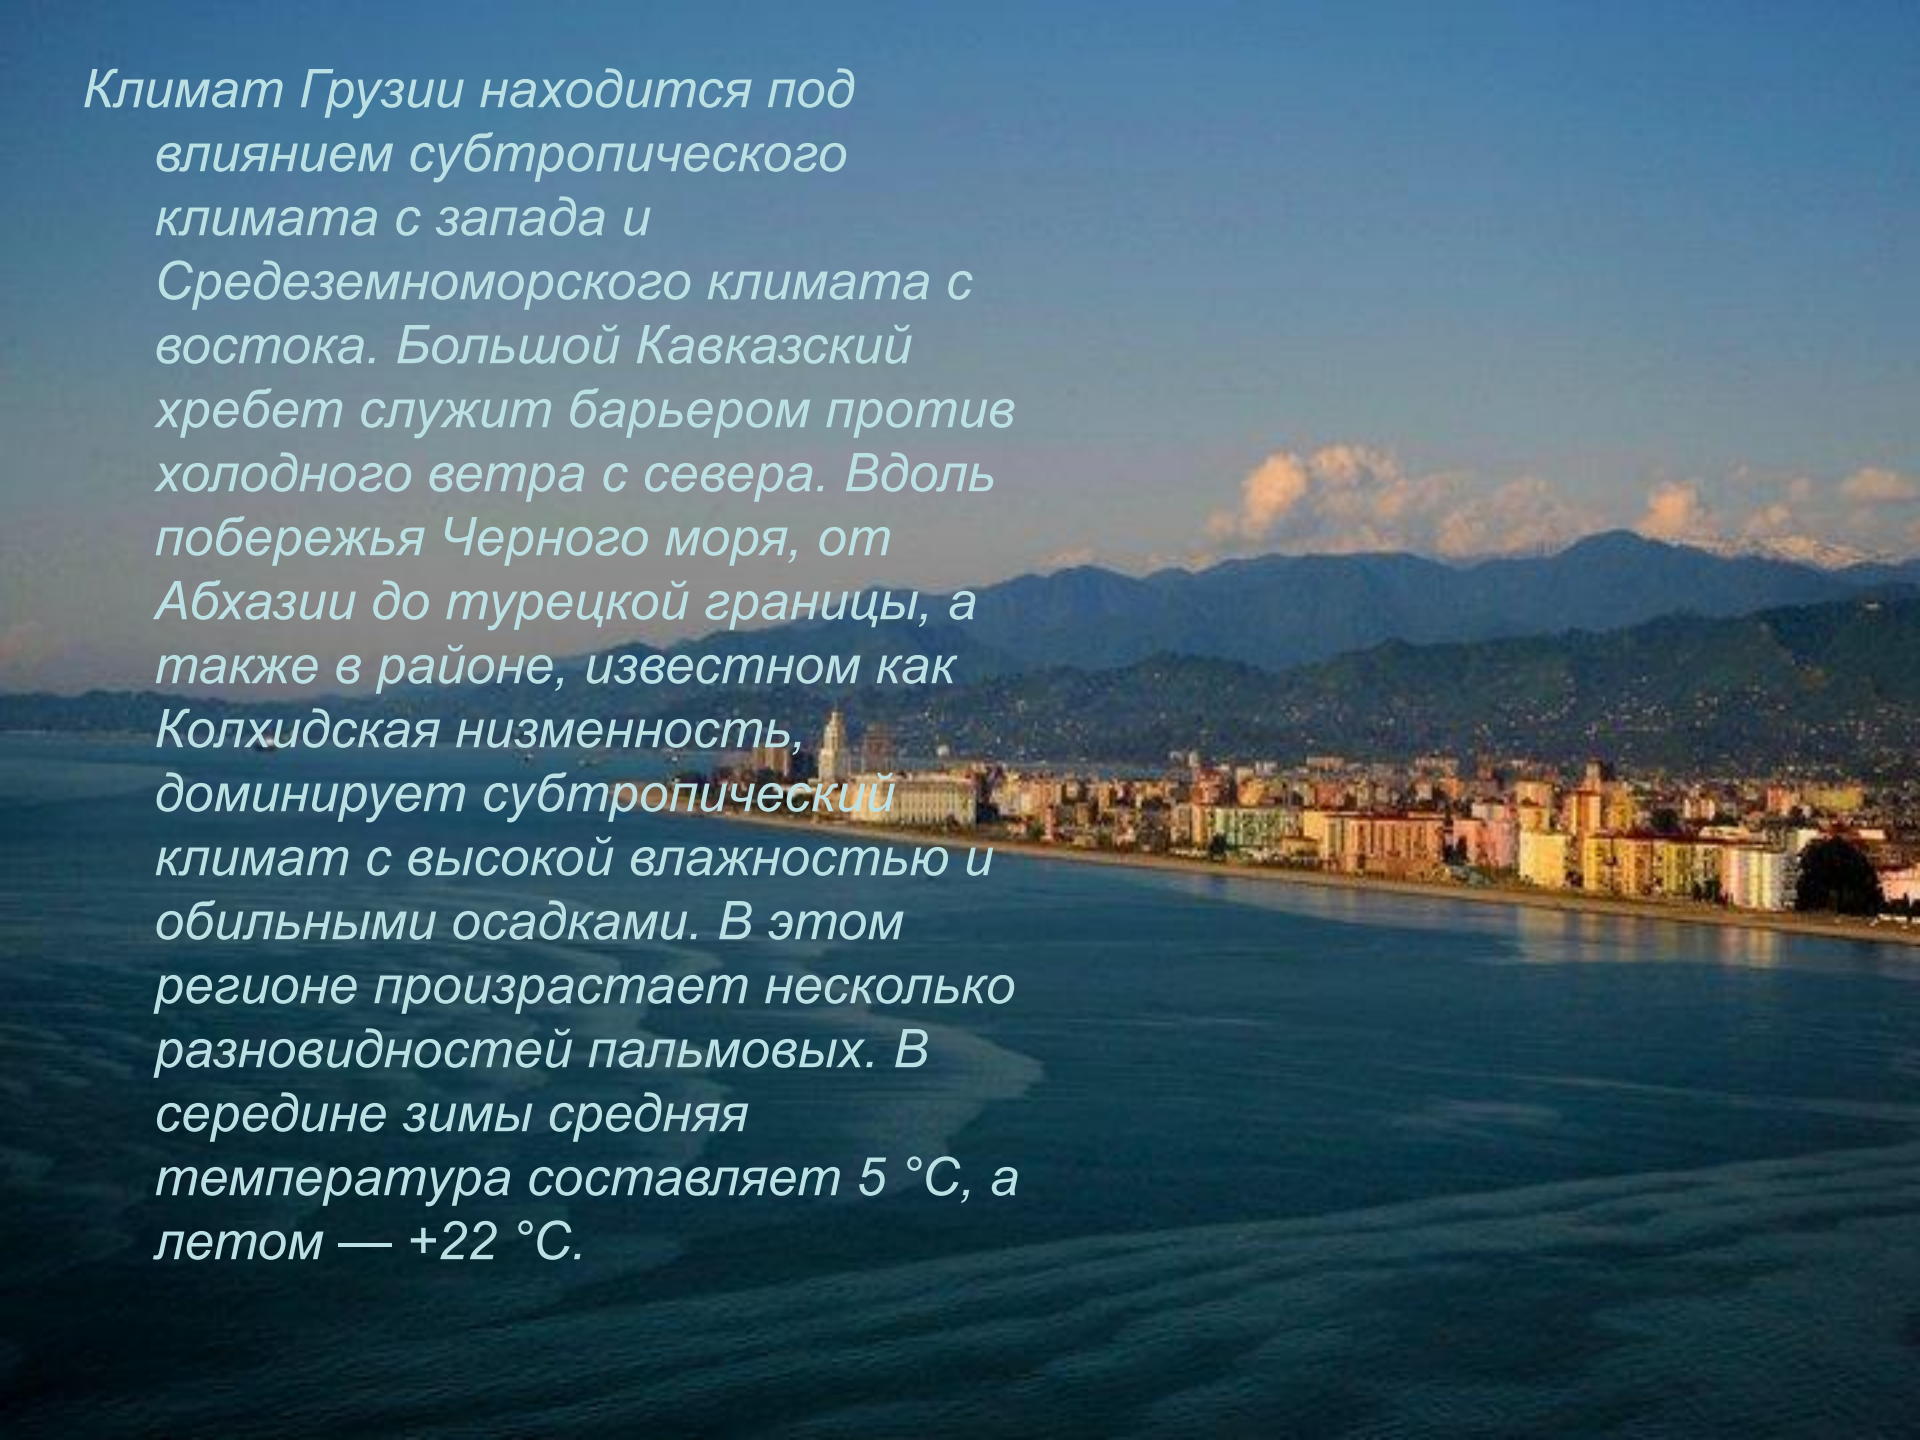 Климат Грузии находится под
влиянием субтропического
климата с запада и
Средеземноморского климата с
востока. Большой Кавказский
хребет служит барьером против
холодного ветра с севера. Вдоль
побережья Черного моря, от
Абхазии до турецкой границы, а
также в районе, известном как
Колхидская низменность,
доминирует субтропический
климат с высокой влажностью и
обильными осадками. В этом
регионе произрастает несколько
разновидностей пальмовых. В
середине зимы средняя
температура составляет 5 °C, а
летом — +22 °C.